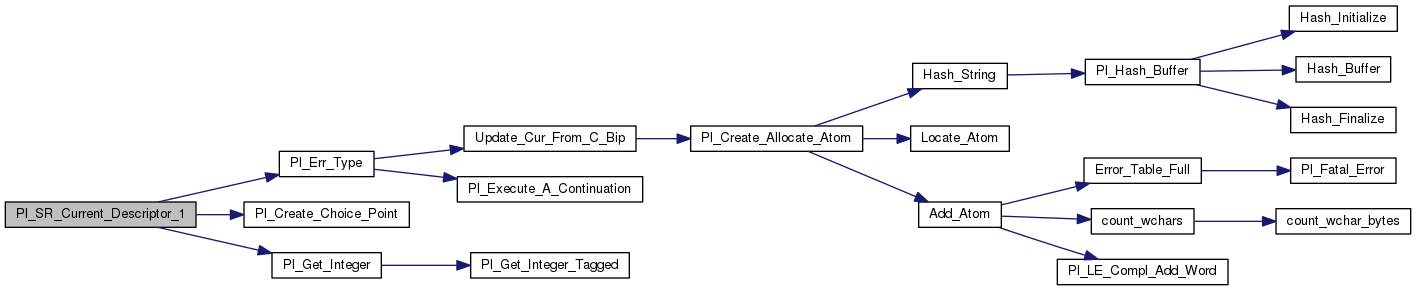 Pl_SR_Current_Descriptor_1
Pl_Err_Type
Pl_Create_Choice_Point
Pl_Get_Integer
Update_Cur_From_C_Bip
Pl_Execute_A_Continuation
Pl_Get_Integer_Tagged
Pl_Create_Allocate_Atom
Hash_String
Locate_Atom
Add_Atom
Pl_Hash_Buffer
Error_Table_Full
count_wchars
Pl_LE_Compl_Add_Word
Hash_Initialize
Hash_Buffer
Hash_Finalize
Pl_Fatal_Error
count_wchar_bytes